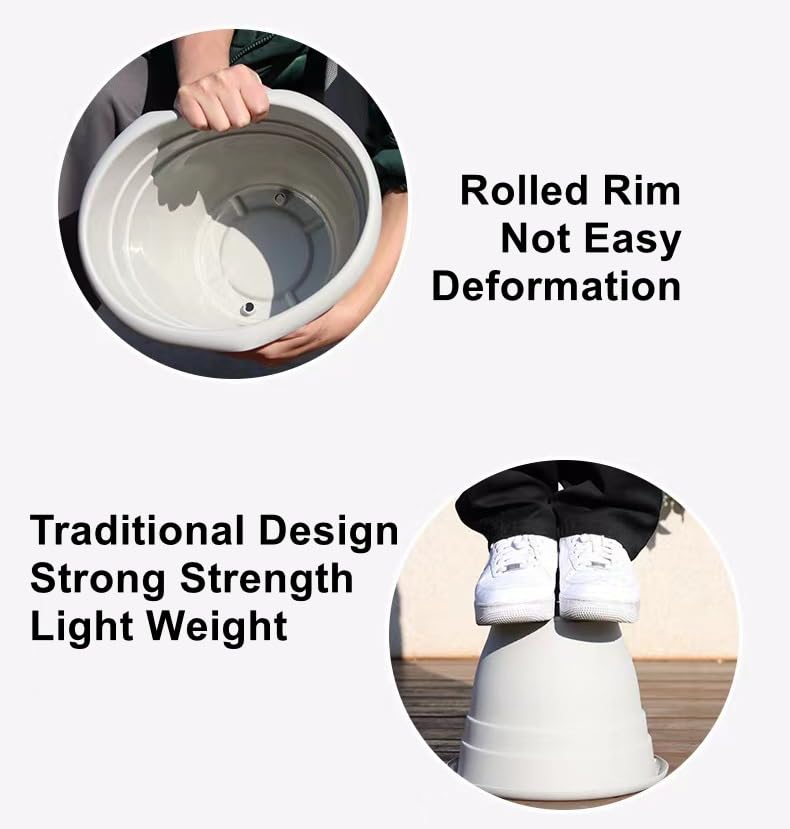 Rolled Rim
Not Easy
Deformation
Traditional Design
Strong Strength
Light Weight